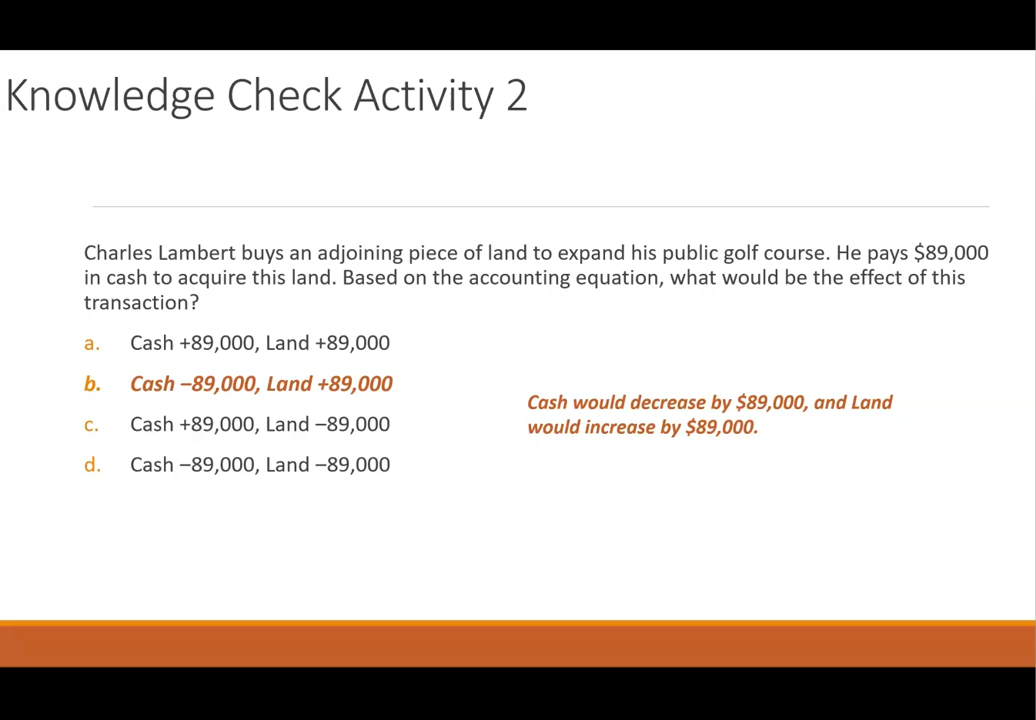 Knowledge Check Activity 2
Charles Lambert buys an adjoining piece of land to expand his public golf course. He pays $89,000
in cash to acquire this land. Based on the accounting equation, what would be the effect of this
transaction?
a. Cash +89,000, Land +89,000
b. Cash −89,000, Land +89,000
c. Cash +89,000, Land −89,000
d. Cash −89,000, Land −89,000
Cash would decrease by $89,000, and Land
would increase by $89,000.